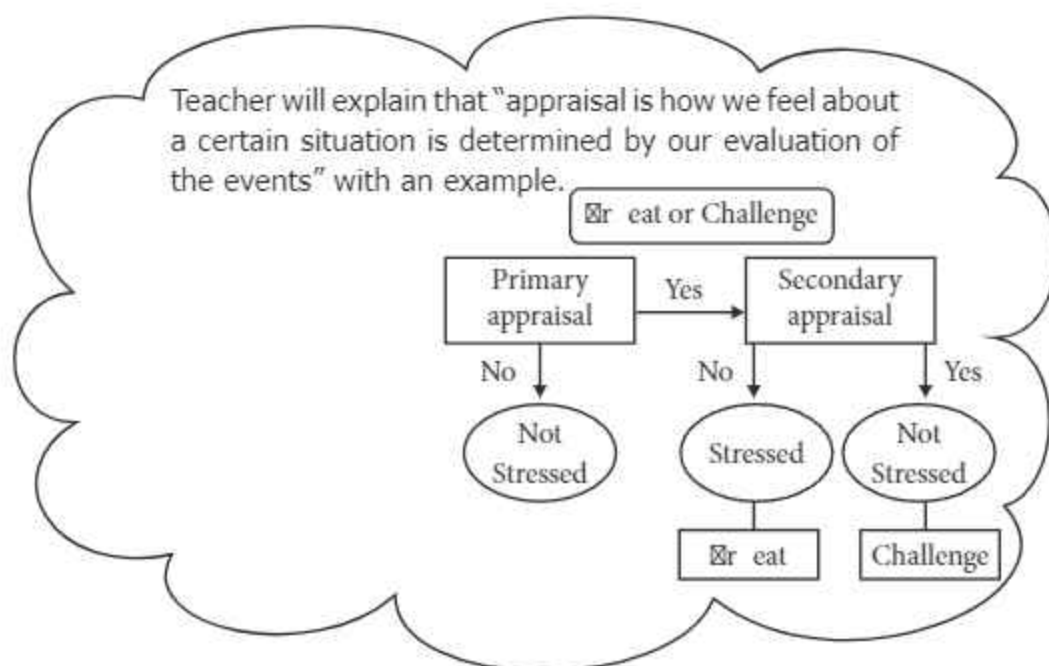 Teacher will explain that “appraisal is how we feel about
a certain situation is determined by our evaluation of
the events” with an example.
r eat or Challenge
Primary
appraisal
Yes
Secondary
appraisal
No
No
Yes
Not
Stressed
Stressed
Not
Stressed
r eat
Challenge